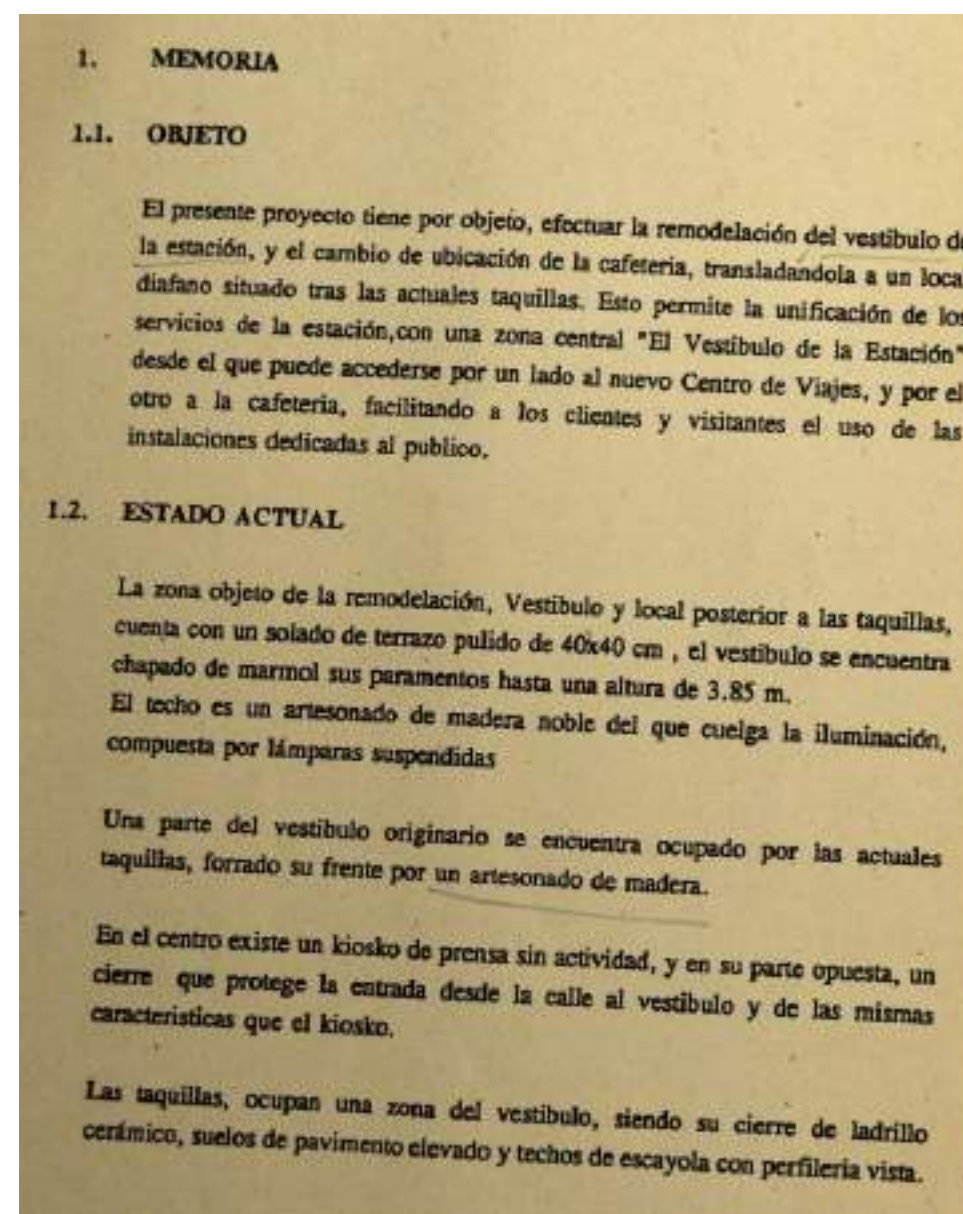 1. MEMORIA
1.1. OBJETO
El presente proyecto tiene por objeto, efectuar la remodelación del vestibulo de
la estación, y el cambio de ubicación de la cafeteria, transladandola a un local
diafano situado tras las actuales taquillas. Esto permite la unificación de los
servicios de la estación,con una zona central "El Vestíbulo de la Estación"
desde el que puede accederse por un lado al nuevo Centro de Viajes, y por el
otro a la cafeteria, facilitando a los clientes y visitantes el uso de las
instalaciones dedicadas al publico.
1.2. ESTADO ACTUAL
La zona objeto de la remodelación, Vestibulo y local posterior a las taquillas,
cuenta con un solado de terrazo pulido de 40x40 cm , el vestibulo se encuentra
chapado de marmol sus paramentos hasta una altura de 3.85 m.
El techo es un artesonado de madera noble del que cuelga la iluminación,
compuesta por lámparas suspendidas
Una parte del vestibulo originario se encuentra ocupado por las actuales
taquillas, forrado su frente por un artesonado de madera.
En el centro existe un kiosko de prensa sin actividad, y en su parte opuesta, un
cierre que protege la entrada desde la calle al vestibulo y de las mismas
caracteristicas que el kiosko.
Las taquillas, ocupan una zona del vestibulo, siendo su cierre de ladrillo
cerámico, suelos de pavimento elevado y techos de escayola con perfileria vista.